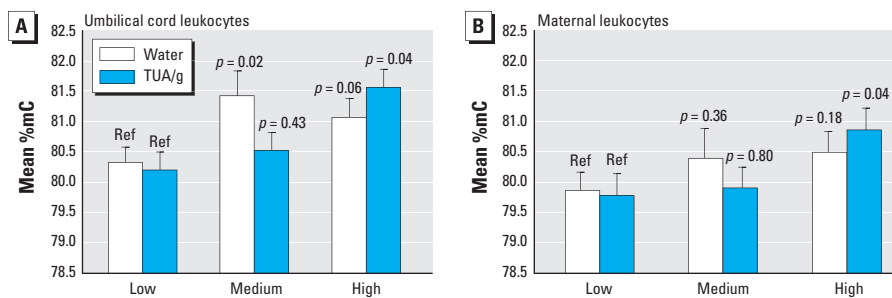 A Umbilical cord leukocytes
Mean %mC
82.5
82.0
81.5
81.0
80.5
80.0
79.5
79.0
78.5
Water
TUA/g
Ref
Ref
p = 0.02
p = 0.43
p = 0.06
p = 0.04
Low Medium High
B Maternal leukocytes
Mean %mC
82.5
82.0
81.5
81.0
80.5
80.0
79.5
79.0
78.5
Ref
Ref
p = 0.36
p = 0.80
p = 0.18
p = 0.04
Low Medium High